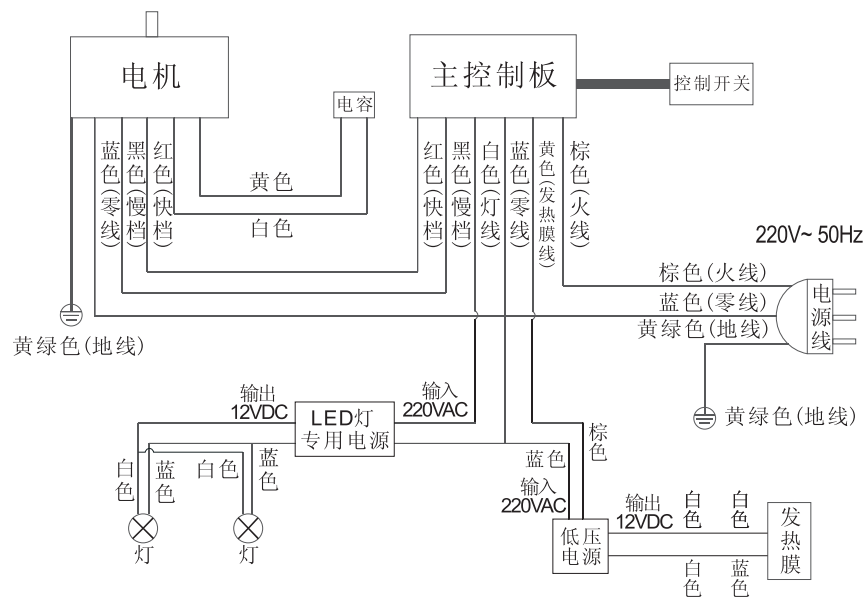 电机
主控制板
控制开关
电容
蓝色(零线)
黑色(慢档)
红色(快档)
黄色
白色
红色(快档)
黑色(慢档)
白色(灯线)
蓝色(零线)
黄色(发热膜线)
棕色(火线)
220V~ 50Hz
棕色(火线)
蓝色(零线)
黄绿色(地线)
电源线
黄绿色(地线)
黄绿色(地线)
输出
12VDC
LED灯
专用电源
输入
220VAC
白色
蓝色
白色
蓝色
灯
灯
蓝色
棕色
输入
220VAC
低压
电源
输出
12VDC
白色
白色
白色
蓝色
发热膜